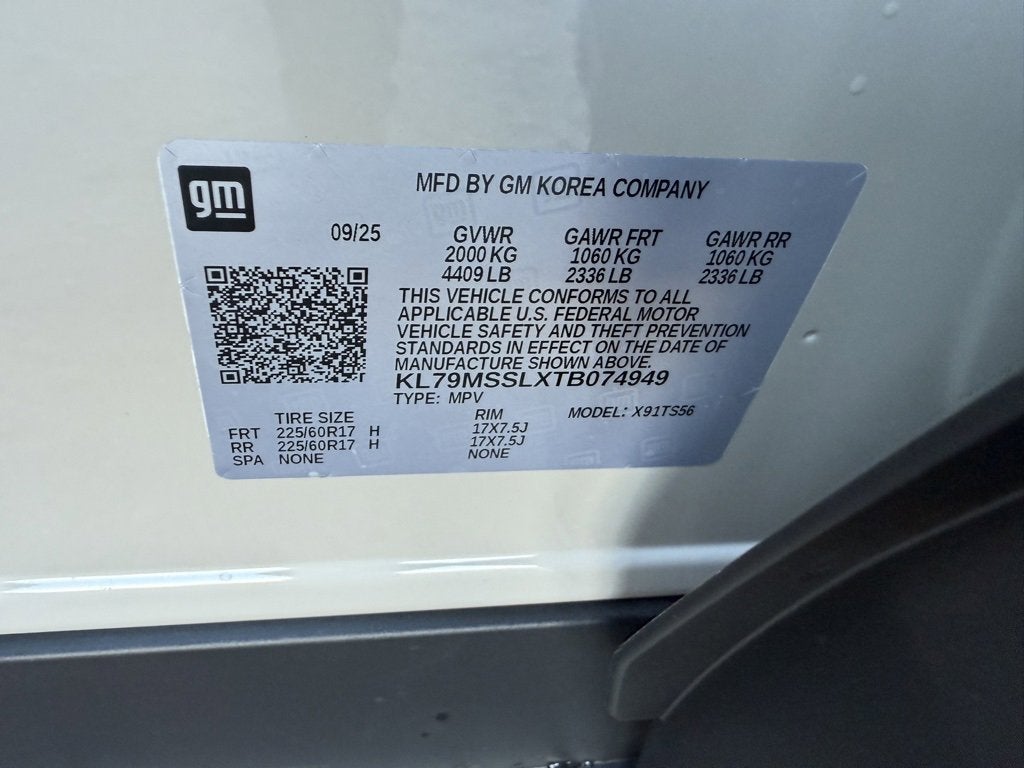 gm
MFD BY GM KOREA COMPANY
09/25 GVWR GAWR FRT GAWR RR
2000 KG 1060 KG 1060 KG
4409 LB 2336 LB 2336 LB
THIS VEHICLE CONFORMS TO ALL
APPLICABLE U.S. FEDERAL MOTOR
VEHICLE SAFETY AND THEFT PREVENTION
STANDARDS IN EFFECT ON THE DATE OF
MANUFACTURE SHOWN ABOVE.
KL79MSSLXTB074949
TYPE: MPV
TIRE SIZE RIM MODEL: X91TS56
FRT 225/60R17 H 17X7.5J
RR 225/60R17 H 17X7.5J
SPA NONE NONE